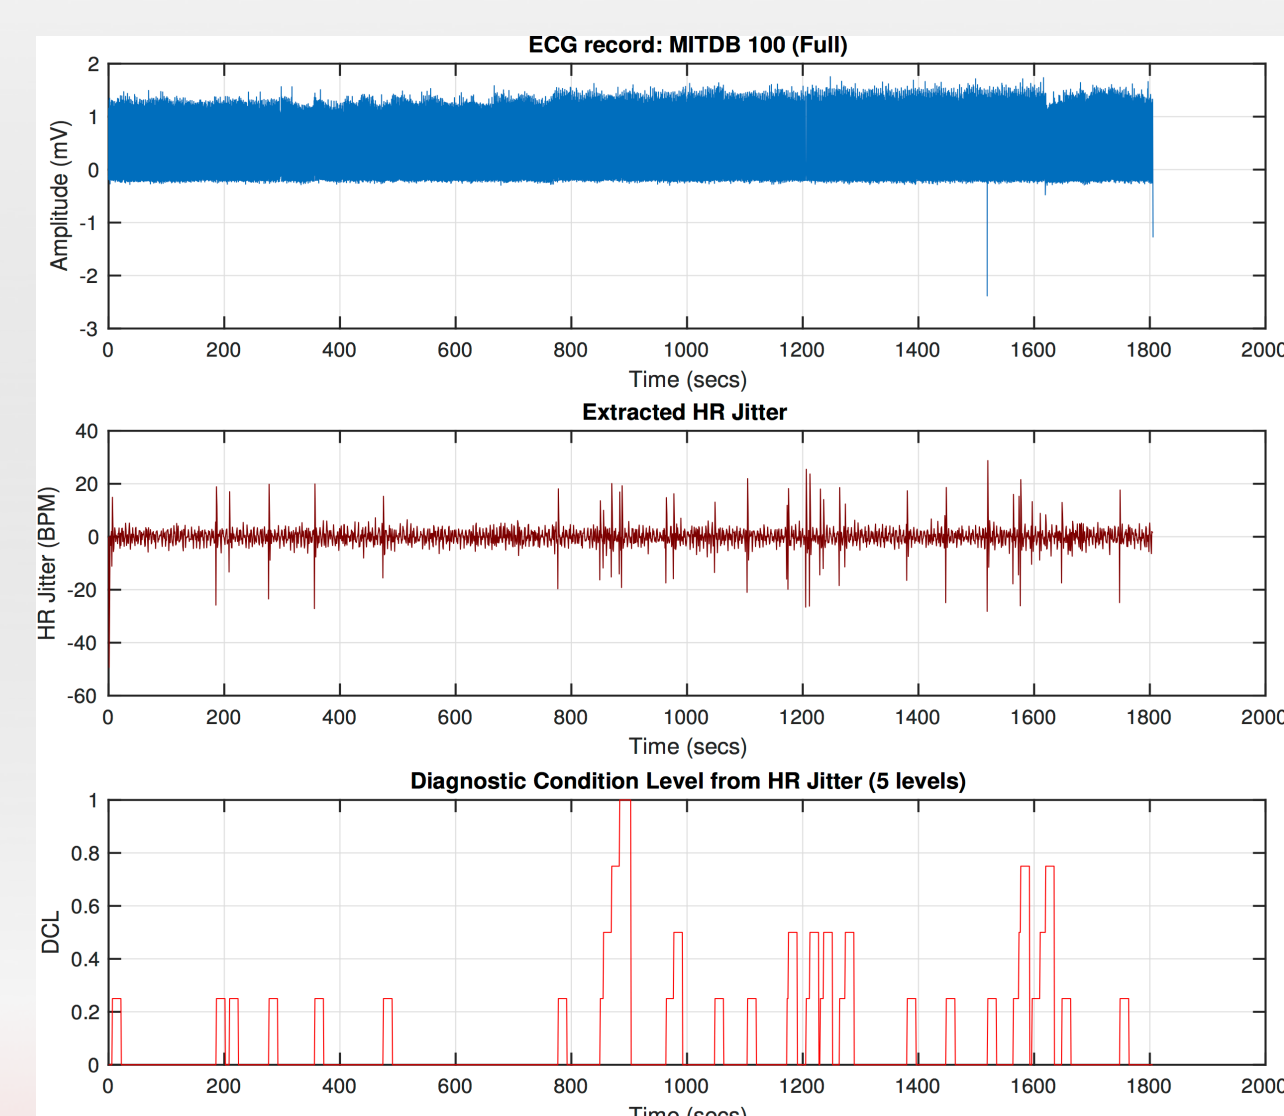 ECG record: MITDB 100 (Full)
2
1
0
-1
-2
-3
Amplitude (mV)
0 200 400 600 800 1000 1200 1400 1600 1800 2000
Time (secs)
Extracted HR Jitter
40
20
0
-20
-40
-60
HR Jitter (BPM)
0 200 400 600 800 1000 1200 1400 1600 1800 2000
Time (secs)
Diagnostic Condition Level from HR Jitter (5 levels)
1
0.8
0.6
0.4
0.2
0
DCL
0 200 400 600 800 1000 1200 1400 1600 1800 2000
Time (secs)